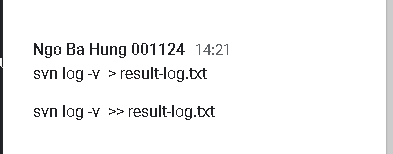 Ngo Ba Hung 001124 14:21
svn log -v > result-log.txt
svn log -v >> result-log.txt